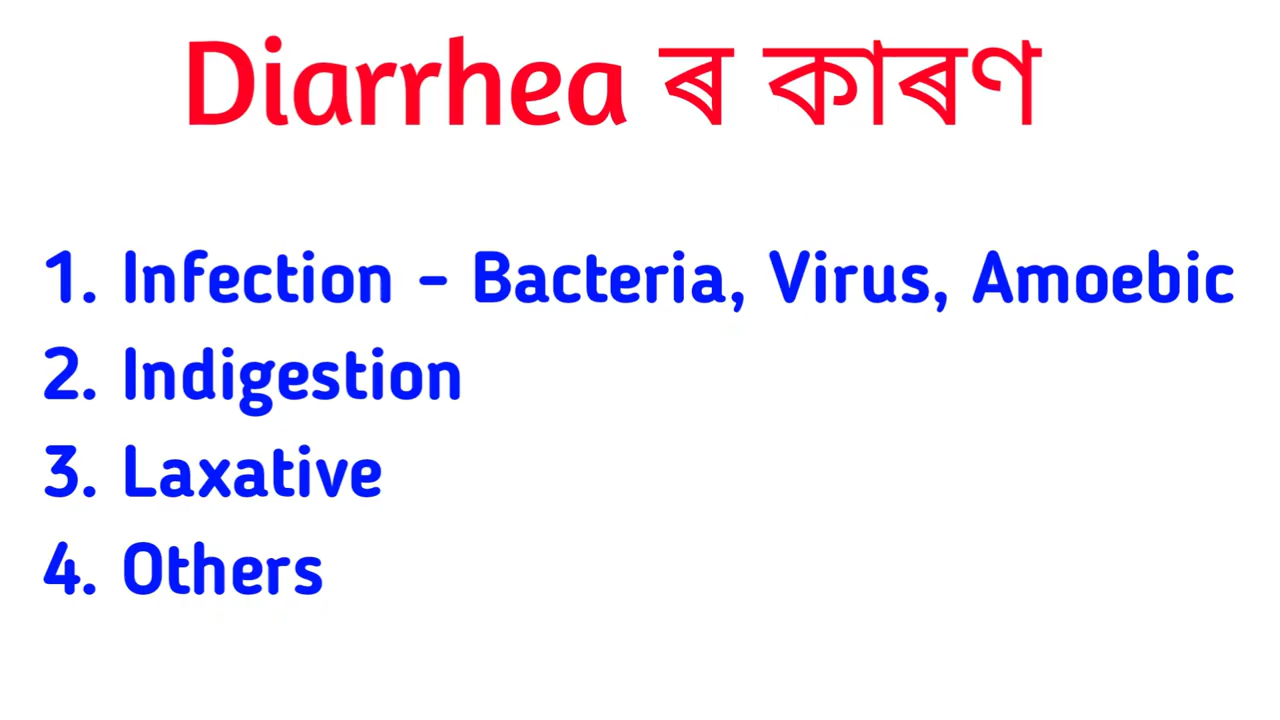 Diarrhea ৰ কাৰণ
1. Infection - Bacteria, Virus, Amoebic
2. Indigestion
3. Laxative
4. Others